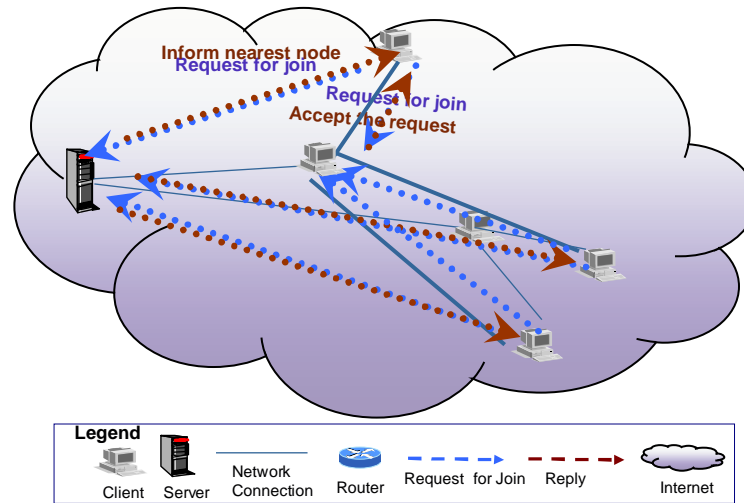 Inform nearest node
Request for join
Request for join
Accept the request
Legend
Client
Server
Network
Connection
Router
Request for Join
Reply
Internet